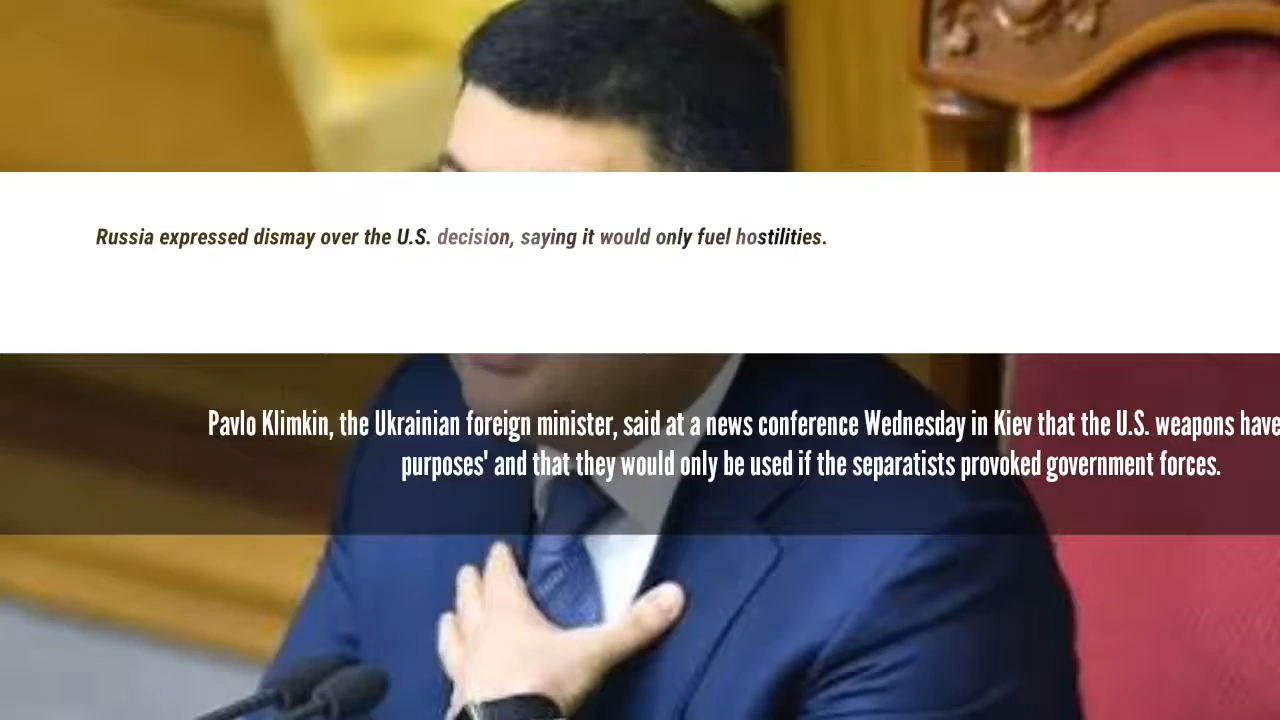 Russia expressed dismay over the U.S. decision, saying it would only fuel hostilities.
Pavlo Klimkin, the Ukrainian foreign minister, said at a news conference Wednesday in Kiev that the U.S. weapons have
purposes' and that they would only be used if the separatists provoked government forces.